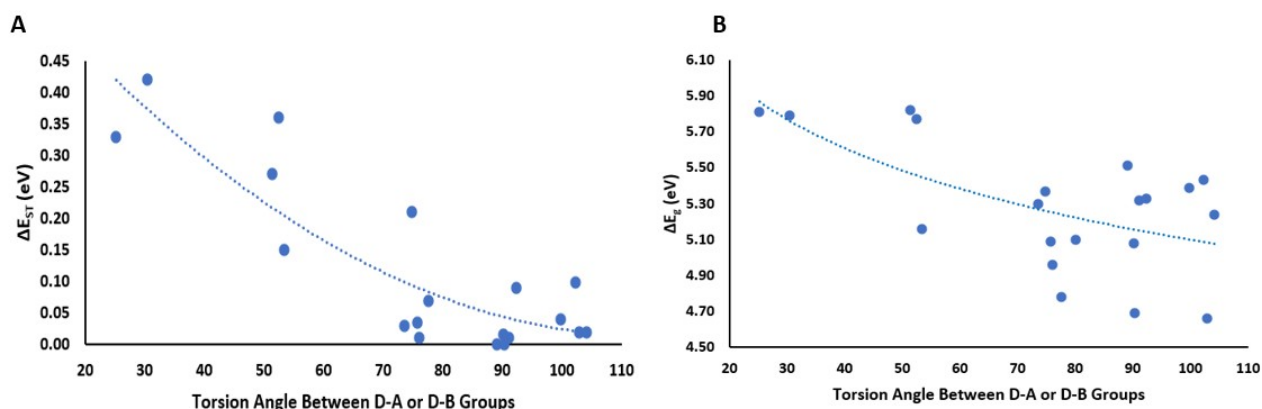 A
0.45
0.40
0.35
0.30
0.25
0.20
0.15
0.10
0.05
0.00
ΔE_ST (eV)
20 30 40 50 60 70 80 90 100 110
Torsion Angle Between D-A or D-B Groups
B
6.10
5.90
5.70
5.50
5.30
5.10
4.90
4.70
4.50
ΔE_g (eV)
20 30 40 50 60 70 80 90 100 110
Torsion Angle Between D-A or D-B Groups